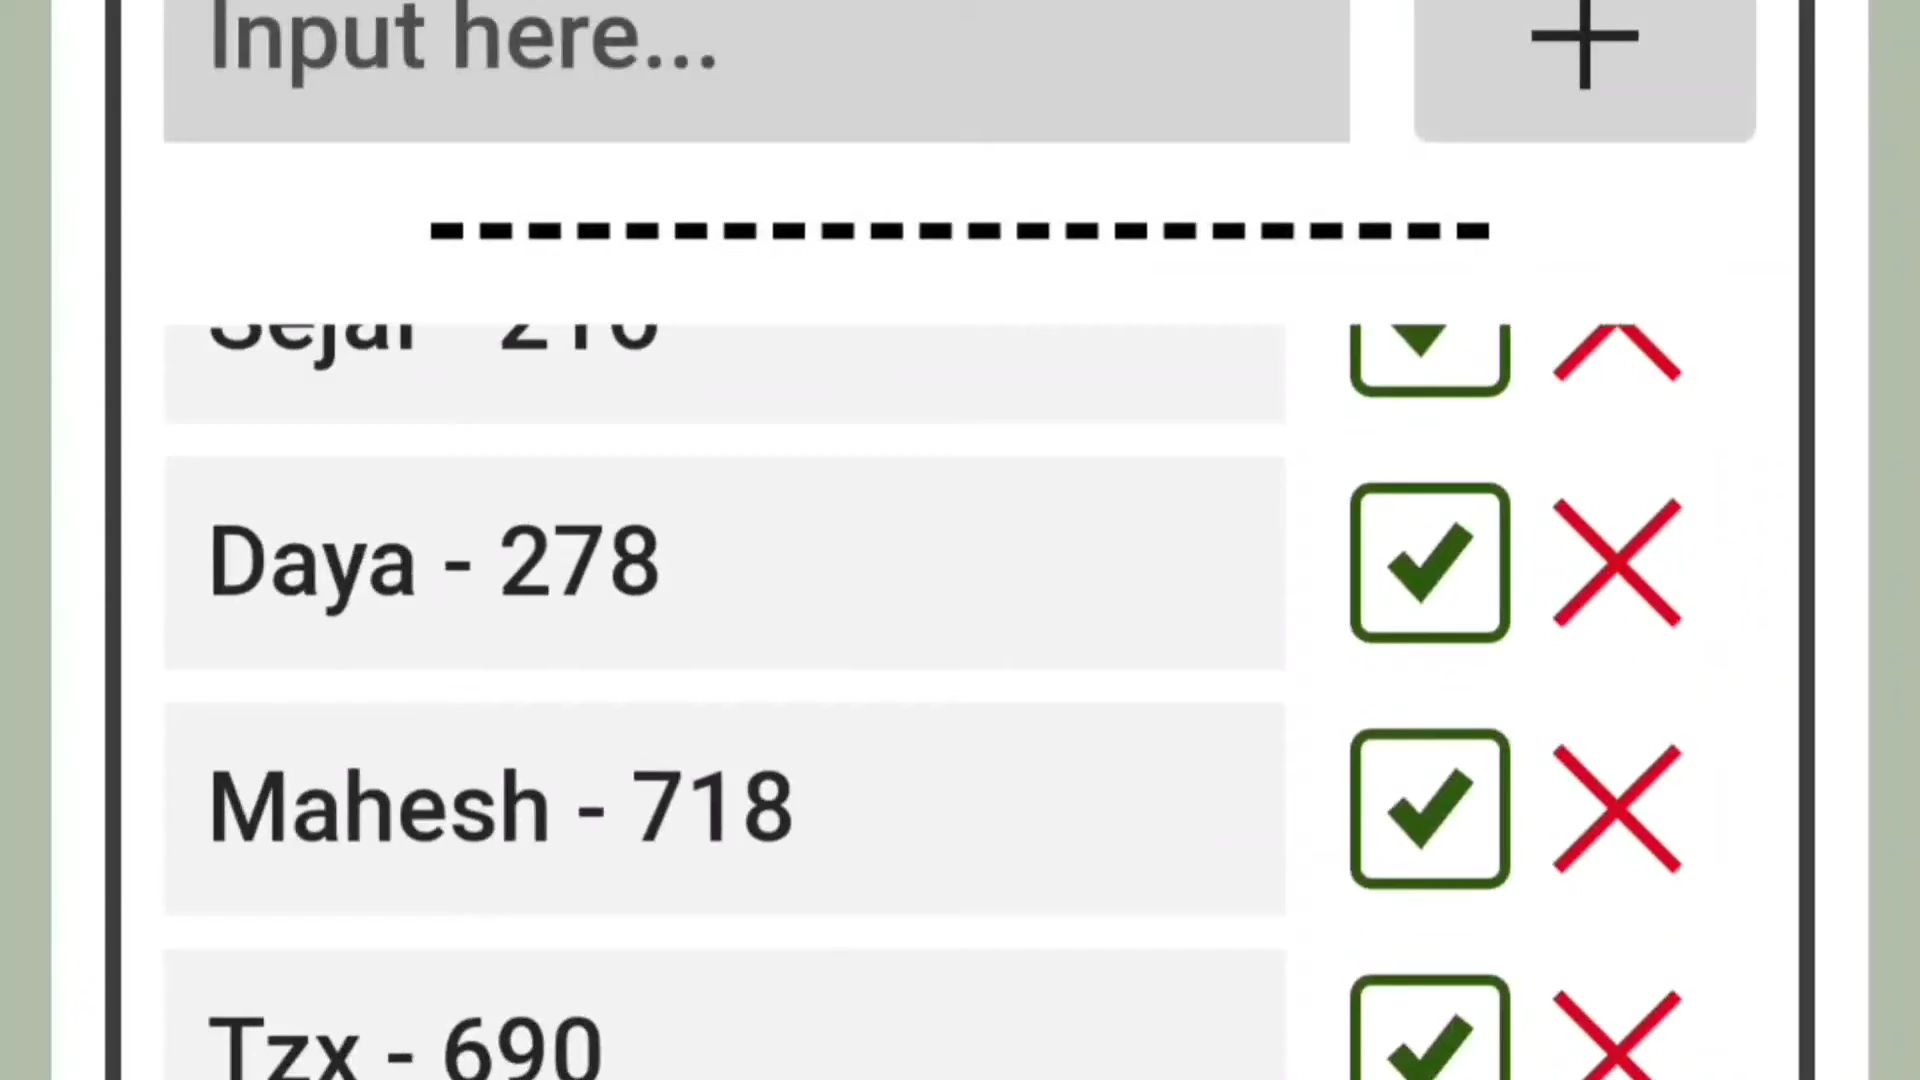 Input here...
Daya - 278
Mahesh - 718
Tzx - 690